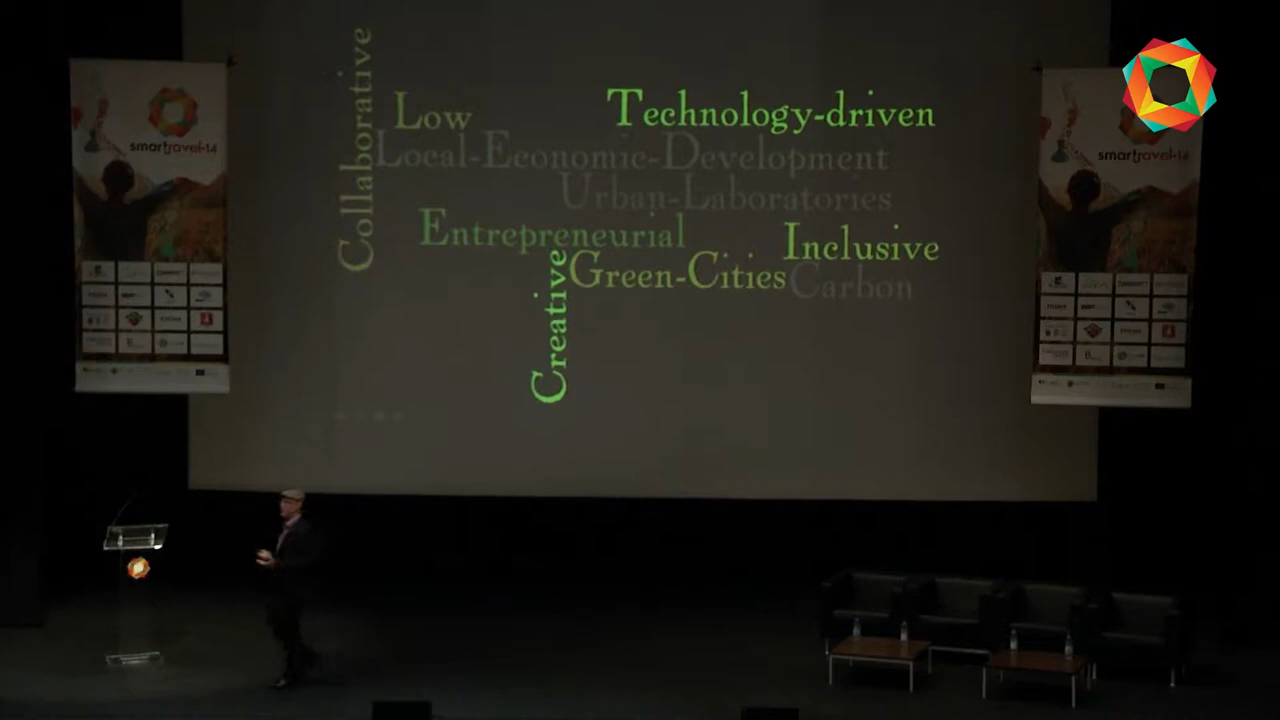 Collaborative
Low
Technology-driven
Local-Economic-Development
Urban-Laboratories
Entrepreneurial
Inclusive
Green-Cities
Carbon
Creative
smartravel·14
smartravel·14